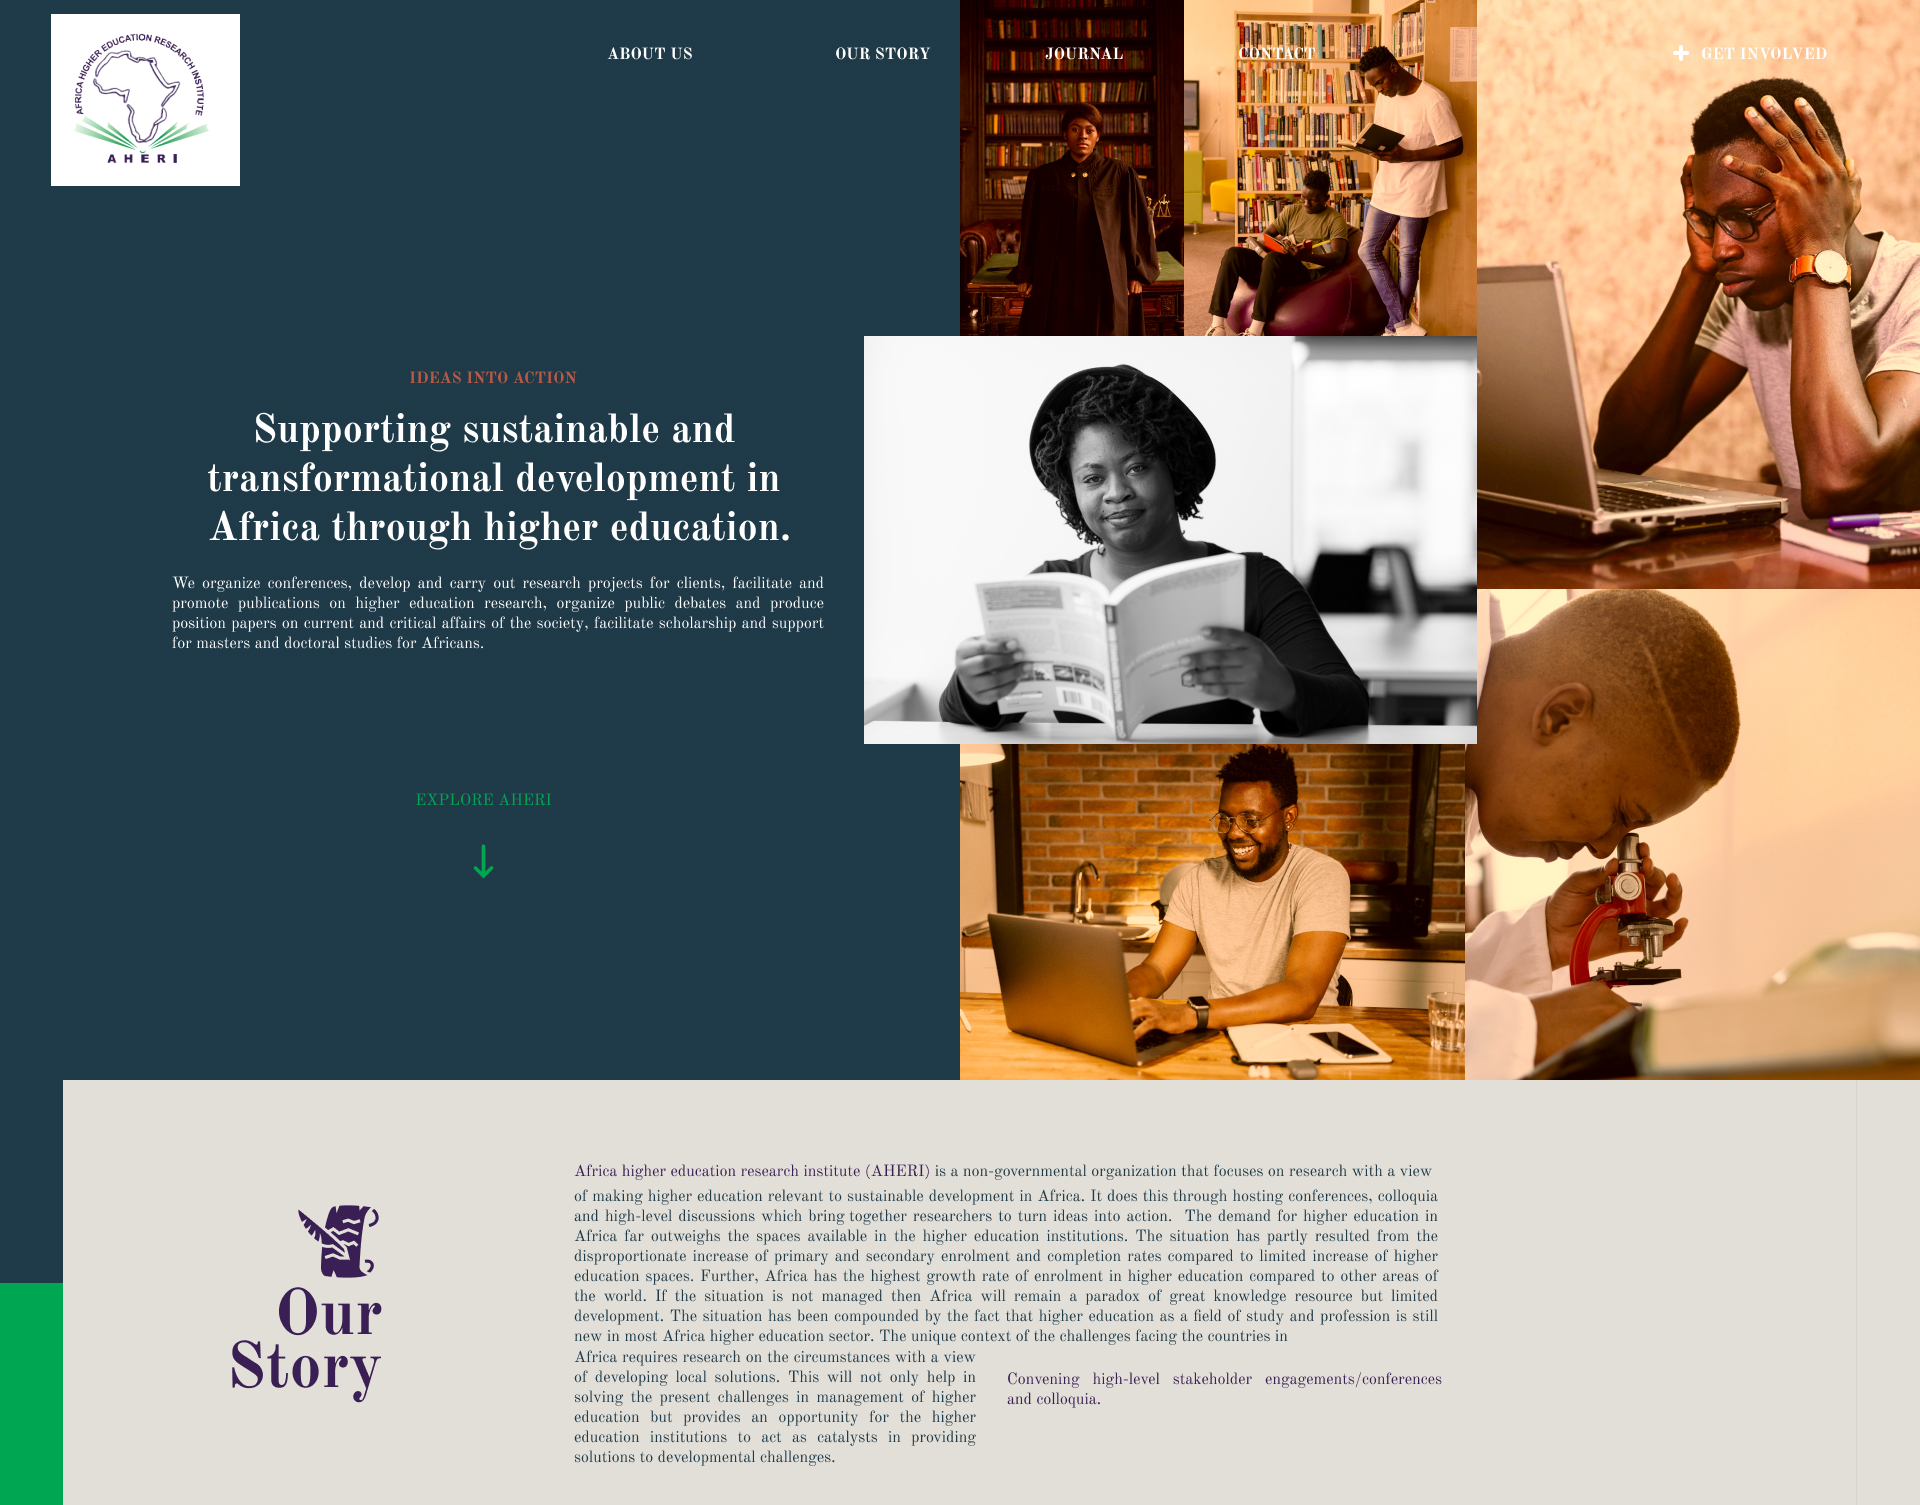 AFRICA HIGHER EDUCATION RESEARCH INSTITUTE
AHERI
ABOUT US
OUR STORY
JOURNAL
CONTACT
GET INVOLVED
IDEAS INTO ACTION
Supporting sustainable and
transformational development in
Africa through higher education.
We organize conferences, develop and carry out research projects for clients, facilitate and
promote publications on higher education research, organize public debates and produce
position papers on current and critical affairs of the society, facilitate scholarship and support
for masters and doctoral studies for Africans.
EXPLORE AHERI
Our
Story
Africa higher education research institute (AHERI) is a non-governmental organization that focuses on research with a view
of making higher education relevant to sustainable development in Africa. It does this through hosting conferences, colloquia
and high-level discussions which bring together researchers to turn ideas into action. The demand for higher education in
Africa far outweighs the spaces available in the higher education institutions. The situation has partly resulted from the
disproportionate increase of primary and secondary enrolment and completion rates compared to limited increase of higher
education spaces. Further, Africa has the highest growth rate of enrolment in higher education compared to other areas of
the world. If the situation is not managed then Africa will remain a paradox of great knowledge resource but limited
development. The situation has been compounded by the fact that higher education as a field of study and profession is still
new in most Africa higher education sector. The unique context of the challenges facing the countries in
Africa requires research on the circumstances with a view
of developing local solutions. This will not only help in
solving the present challenges in management of higher
education but provides an opportunity for the higher
education institutions to act as catalysts in providing
solutions to developmental challenges.
Convening high-level stakeholder engagements/conferences
and colloquia.